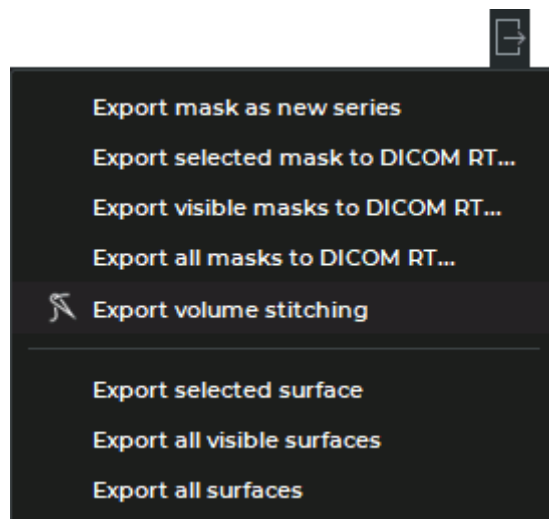 Export mask as new series
Export selected mask to DICOM RT...
Export visible masks to DICOM RT...
Export all masks to DICOM RT...
Export volume stitching
Export selected surface
Export all visible surfaces
Export all surfaces